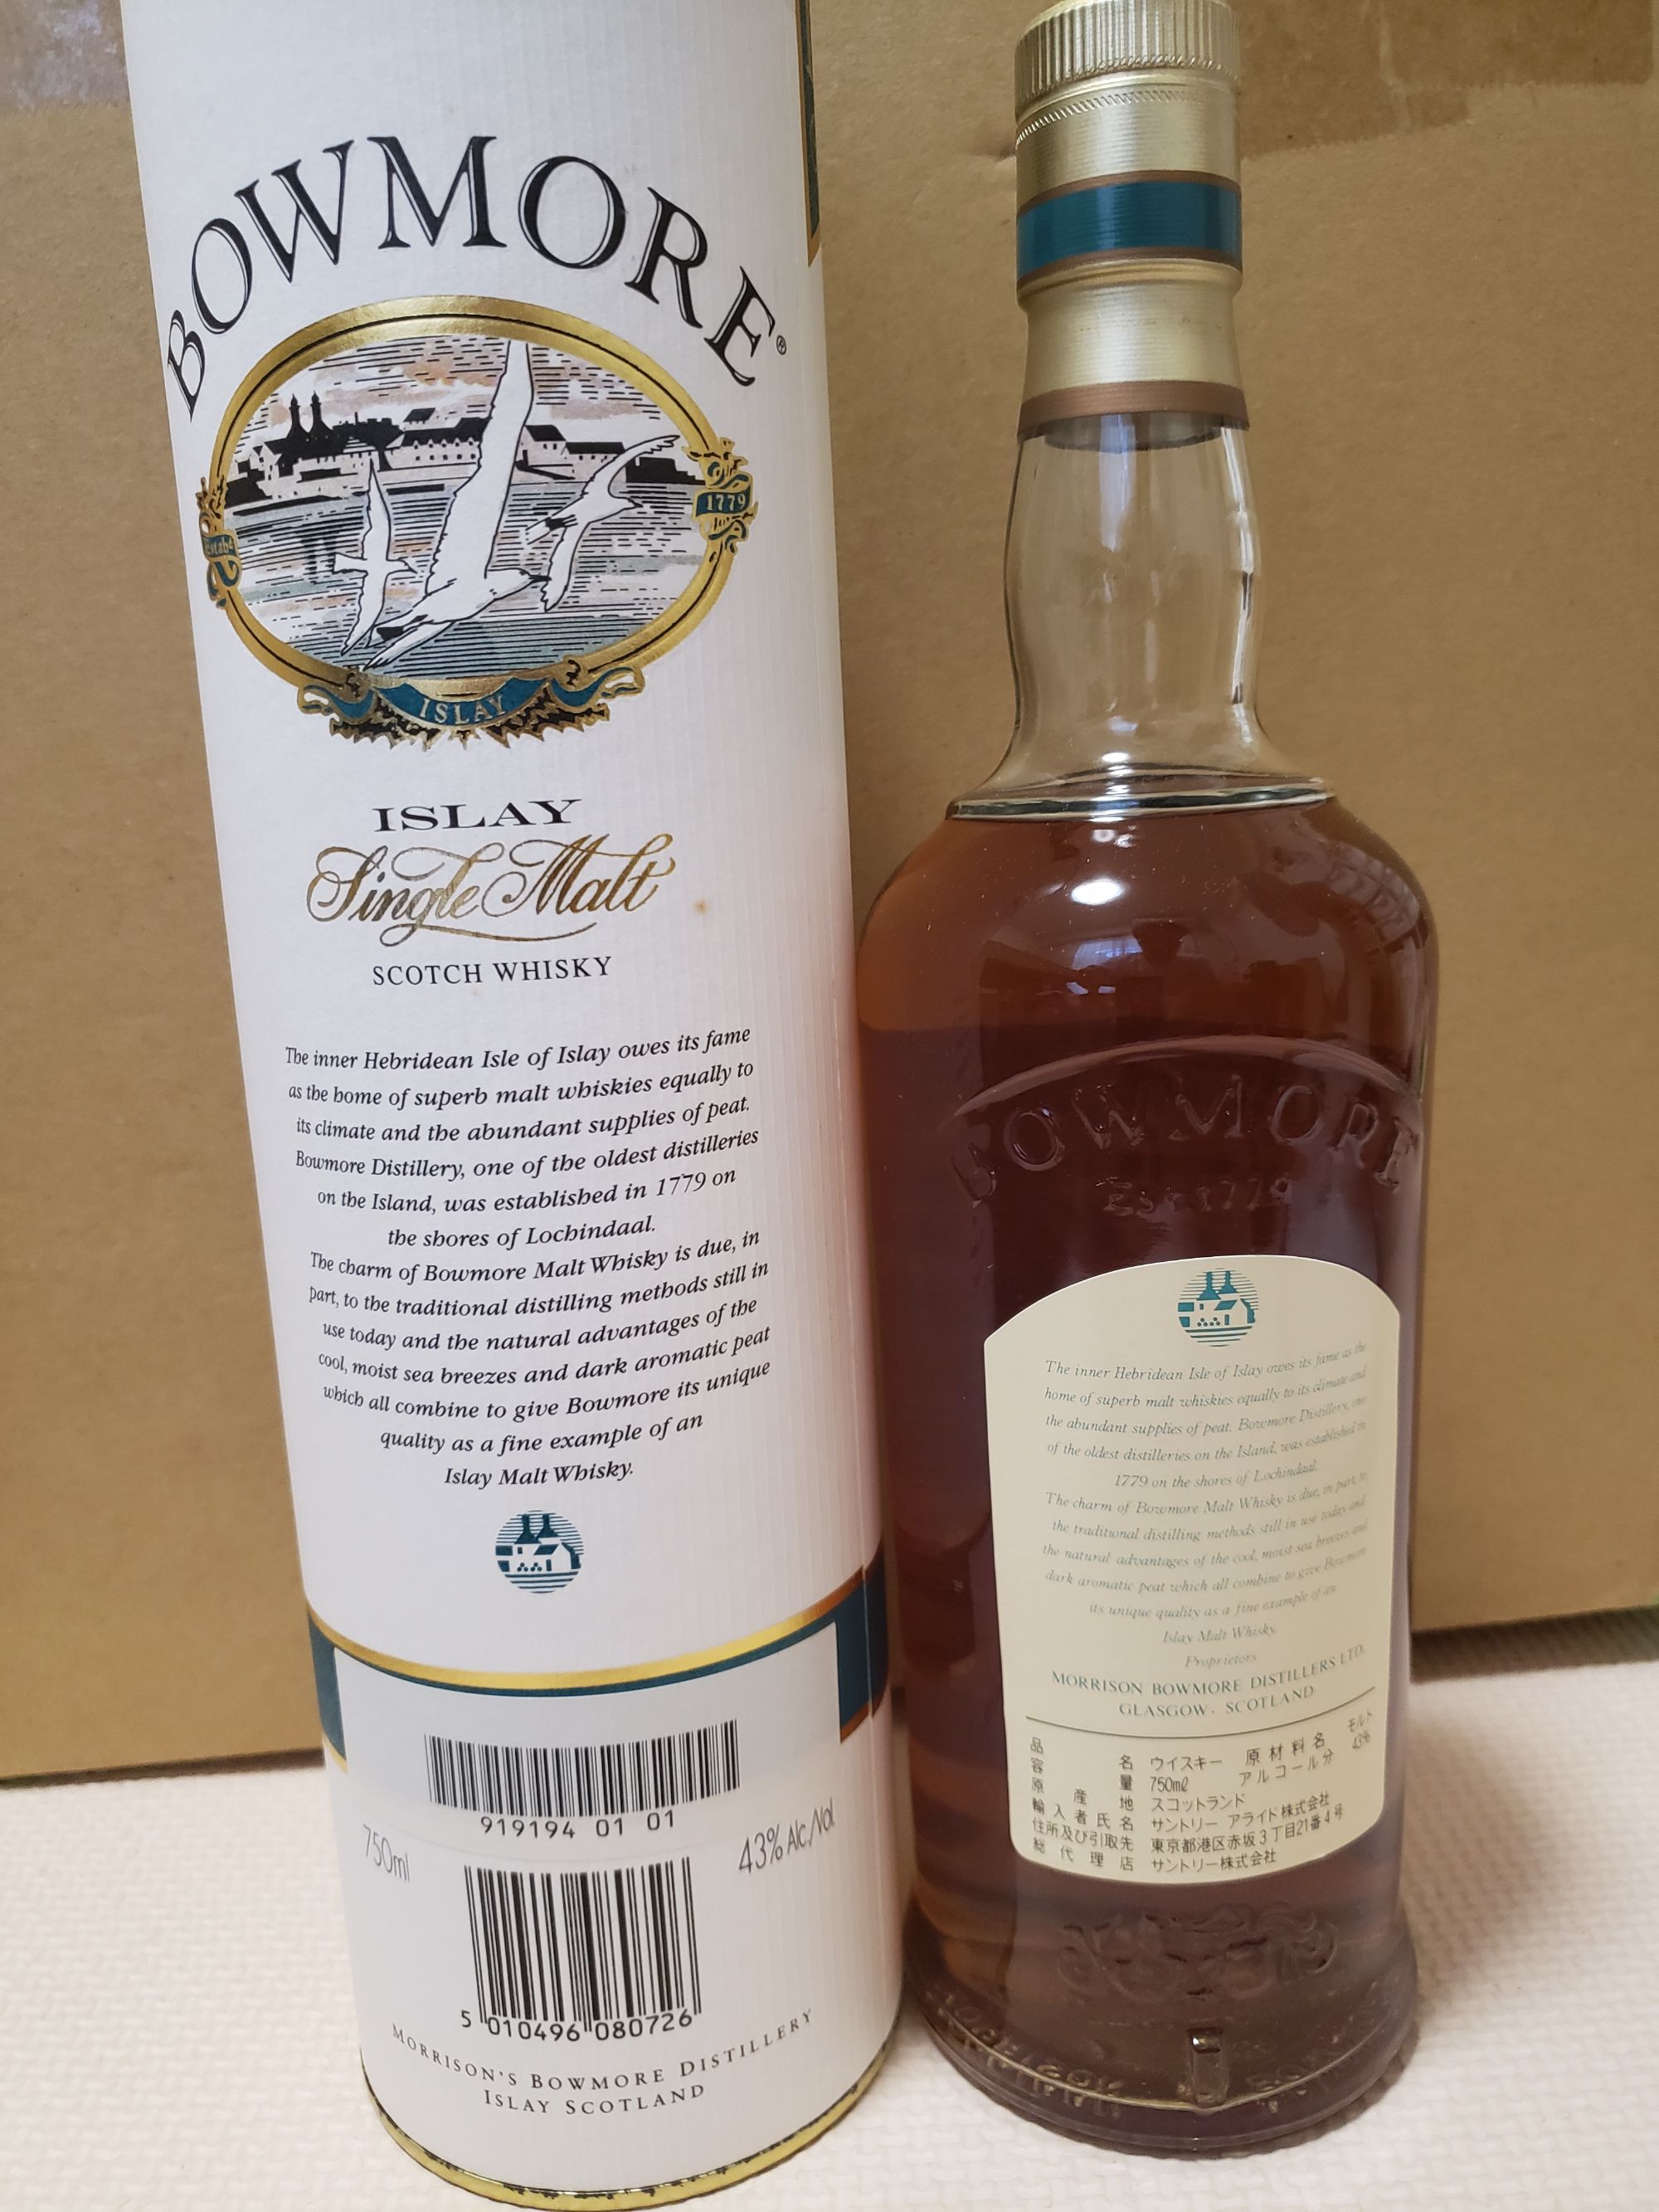 BOWMORE®
Estabd
1779
ISLAY
ISLAY
Single Malt
SCOTCH WHISKY
The inner Hebridean Isle of Islay owes its fame
as the home of superb malt whiskies equally to
its climate and the abundant supplies of peat.
Bowmore Distillery, one of the oldest distilleries
on the Island, was established in 1779 on
the shores of Lochindaal.
The charm of Bowmore Malt Whisky is due, in
part, to the traditional distilling methods still in
use today and the natural advantages of the
cool, moist sea breezes and dark aromatic peat
which all combine to give Bowmore its unique
quality as a fine example of an
Islay Malt Whisky.
919194 01 01
750ml
43% Alc./Vol
5 010496 080726
MORRISON'S BOWMORE DISTILLERY
ISLAY SCOTLAND
BOWMORE
Est 1779
The inner Hebridean Isle of Islay owes its fame as the
home of superb malt whiskies equally to its climate and
the abundant supplies of peat. Bowmore Distillery, one
of the oldest distilleries on the Island, was established in
1779 on the shores of Lochindaal.
The charm of Bowmore Malt Whisky is due, in part, to
the traditional distilling methods still in use today and
the natural advantages of the cool, moist sea breezes and
dark aromatic peat which all combine to give Bowmore
its unique quality as a fine example of an
Islay Malt Whisky.
Proprietors.
MORRISON BOWMORE DISTILLERS LTD.
GLASGOW, SCOTLAND
品名 ウイスキー 原材料名 モルト
容量 750mℓ アルコール分 43%
原産地 スコットランド
輸入者氏名 サントリー アライド株式会社
住所及び引取先 東京都港区赤坂3丁目21番4号
総代理店 サントリー株式会社